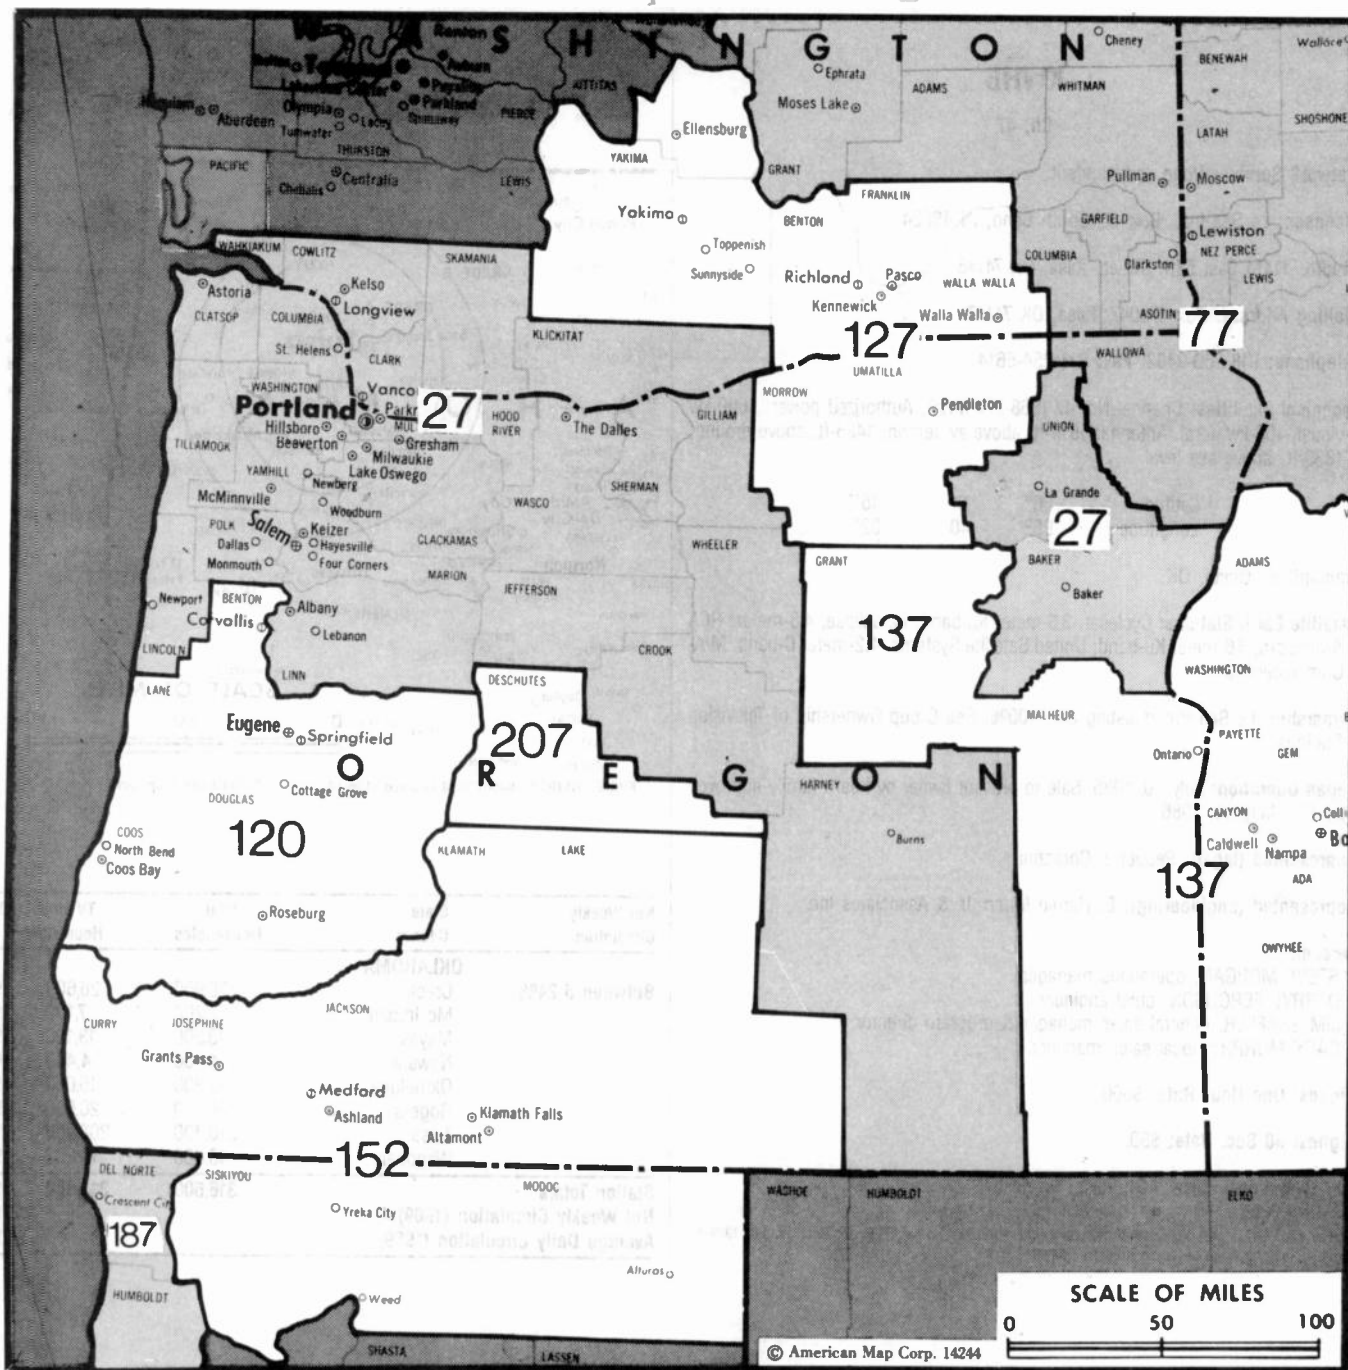 W A S H I N G T O N
Renton
Cheney
Wallace
BENEWAH
Ephrata
ADAMS
WHITMAN
Auburn
Puyallup
Parkland
Spanaway
KITTITAS
Moses Lake
SHOSHONE
Hoquiam
Aberdeen
Olympia
Lacey
Tumwater
PIERCE
Ellensburg
LATAH
THURSTON
YAKIMA
PACIFIC
Centralia
Chehalis
LEWIS
GRANT
Pullman
Moscow
FRANKLIN
BENTON
Yakima
GARFIELD
Lewiston
WAHKIAKUM
COWLITZ
Toppenish
COLUMBIA
NEZ PERCE
SKAMANIA
Sunnyside
Clarkston
LEWIS
Astoria
Kelso
Richland
Pasco
WALLA WALLA
Kennewick
CLATSOP
COLUMBIA
Longview
Walla Walla
ASOTIN
KLICKITAT
127
77
St. Helens
CLARK
WALLOWA
UMATILLA
WASHINGTON
Vanco
MORROW
Portland
Parkr
27
MUL
HOOD
RIVER
The Dalles
GILLIAM
Pendleton
Hillsboro
Beaverton
Gresham
UNION
TILLAMOOK
Milwaukie
Lake Oswego
YAMHILL
Newberg
SHERMAN
La Grande
McMinnville
Woodburn
WASCO
POLK
Salem
Keizer
27
Dallas
Hayesville
CLACKAMAS
WHEELER
Monmouth
Four Corners
GRANT
BAKER
ADAMS
MARION
JEFFERSON
Baker
Newport
BENTON
Albany
Corvallis
Lebanon
137
LINCOLN
CROOK
WASHINGTON
LINN
LANE
DESCHUTES
MALHEUR
Eugene
Springfield
207
PAYETTE
Ontario
GEM
O R E G O N
Cottage Grove
HARNEY
DOUGLAS
CANYON
COOS
120
North Bend
KLAMATH
LAKE
Burns
Caldwell
Nampa
Coos Bay
137
ADA
Roseburg
OWYHEE
JACKSON
CURRY
JOSEPHINE
Grants Pass
Medford
Ashland
Klamath Falls
Altamont
152
DEL NORTE
SISKIYOU
MODOC
WASHOE
HUMBOLDT
ELKO
Crescent Cit
Yreka City
187
Alturas
HUMBOLDT
Weed
SCALE OF MILES
0 50 100
SHASTA
LASSEN
© American Map Corp. 14244